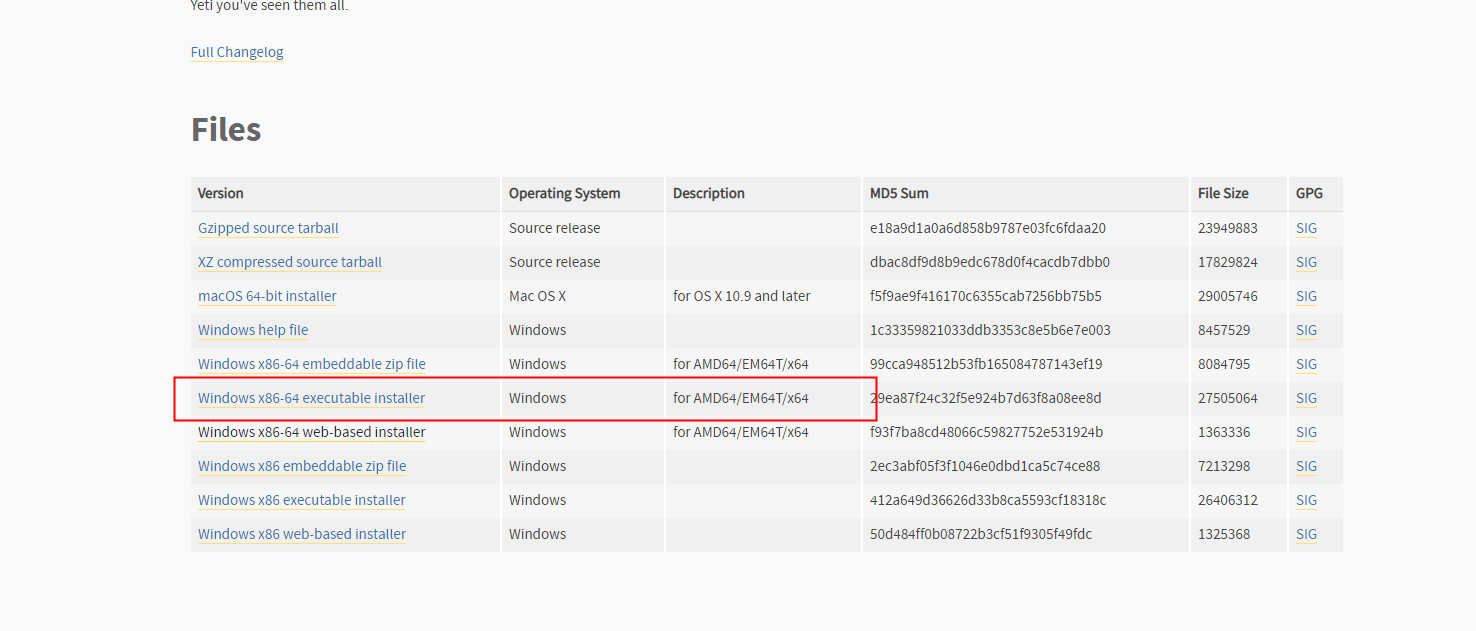 Yeti you've seen them all.
Full Changelog
Files
Version Operating System Description MD5 Sum File Size GPG
Gzipped source tarball Source release e18a9d1a0a6d858b9787e03fc6fdaa20 23949883 SIG
XZ compressed source tarball Source release dbac8df9d8b9edc678d0f4cacdb7dbb0 17829824 SIG
macOS 64-bit installer Mac OS X for OS X 10.9 and later f5f9ae9f416170c6355cab7256bb75b5 29005746 SIG
Windows help file Windows 1c33359821033ddb3353c8e5b6e7e003 8457529 SIG
Windows x86-64 embeddable zip file Windows for AMD64/EM64T/x64 99cca948512b53fb165084787143ef19 8084795 SIG
Windows x86-64 executable installer Windows for AMD64/EM64T/x64 29ea87f24c32f5e924b7d63f8a08ee8d 27505064 SIG
Windows x86-64 web-based installer Windows for AMD64/EM64T/x64 f93f7ba8cd48066c59827752e531924b 1363336 SIG
Windows x86 embeddable zip file Windows 2ec3abf05f3f1046e0dbd1ca5c74ce88 7213298 SIG
Windows x86 executable installer Windows 412a649d36626d33b8ca5593cf18318c 26406312 SIG
Windows x86 web-based installer Windows 50d484ff0b08722b3cf51f9305f49fdc 1325368 SIG